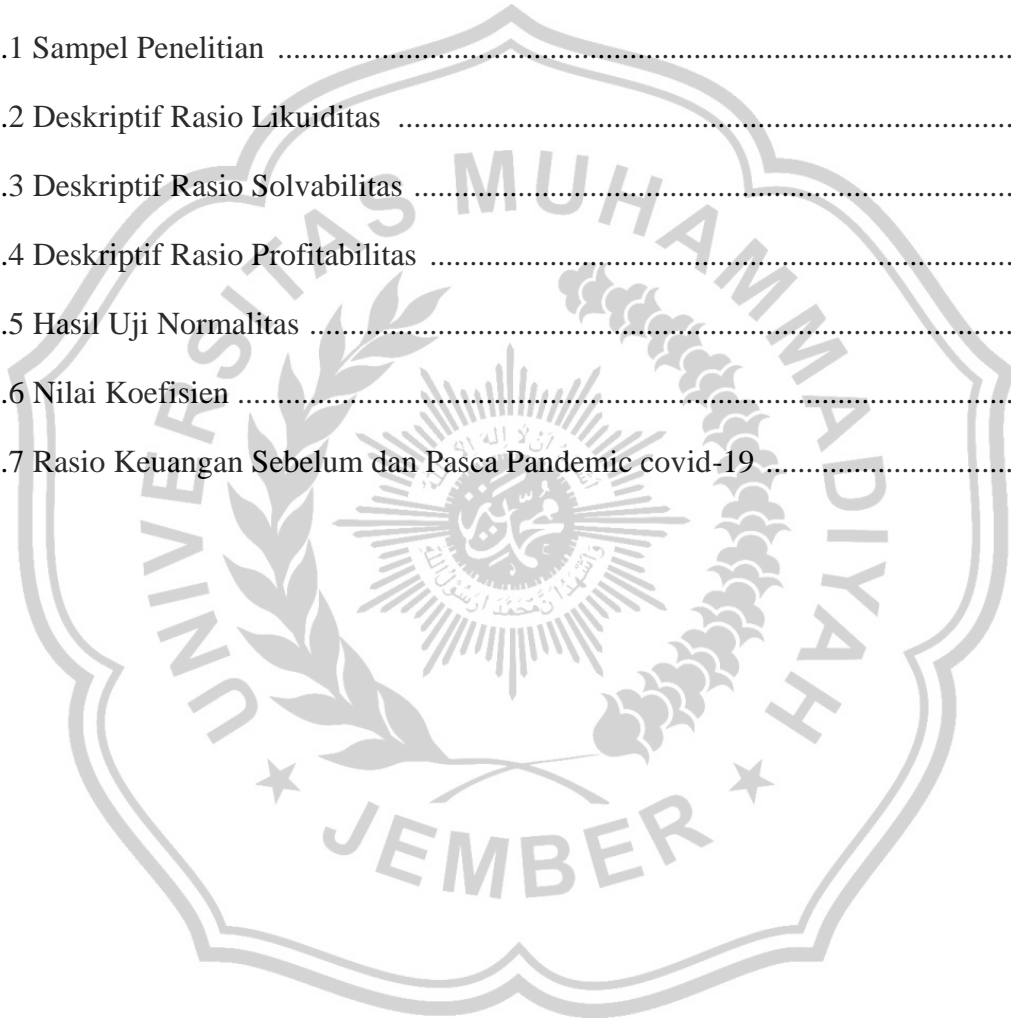 .1 Sampel Penelitian ....................................................................................................
.2 Deskriptif Rasio Likuiditas ....................................................................................
.3 Deskriptif Rasio Solvabilitas ..................................................................................
.4 Deskriptif Rasio Profitabilitas ................................................................................
.5 Hasil Uji Normalitas ................................................................................................
.6 Nilai Koefisien ..........................................................................................................
.7 Rasio Keuangan Sebelum dan Pasca Pandemic covid-19 ..................................
UNIVERSITAS MUHAMMADIYAH
JEMBER